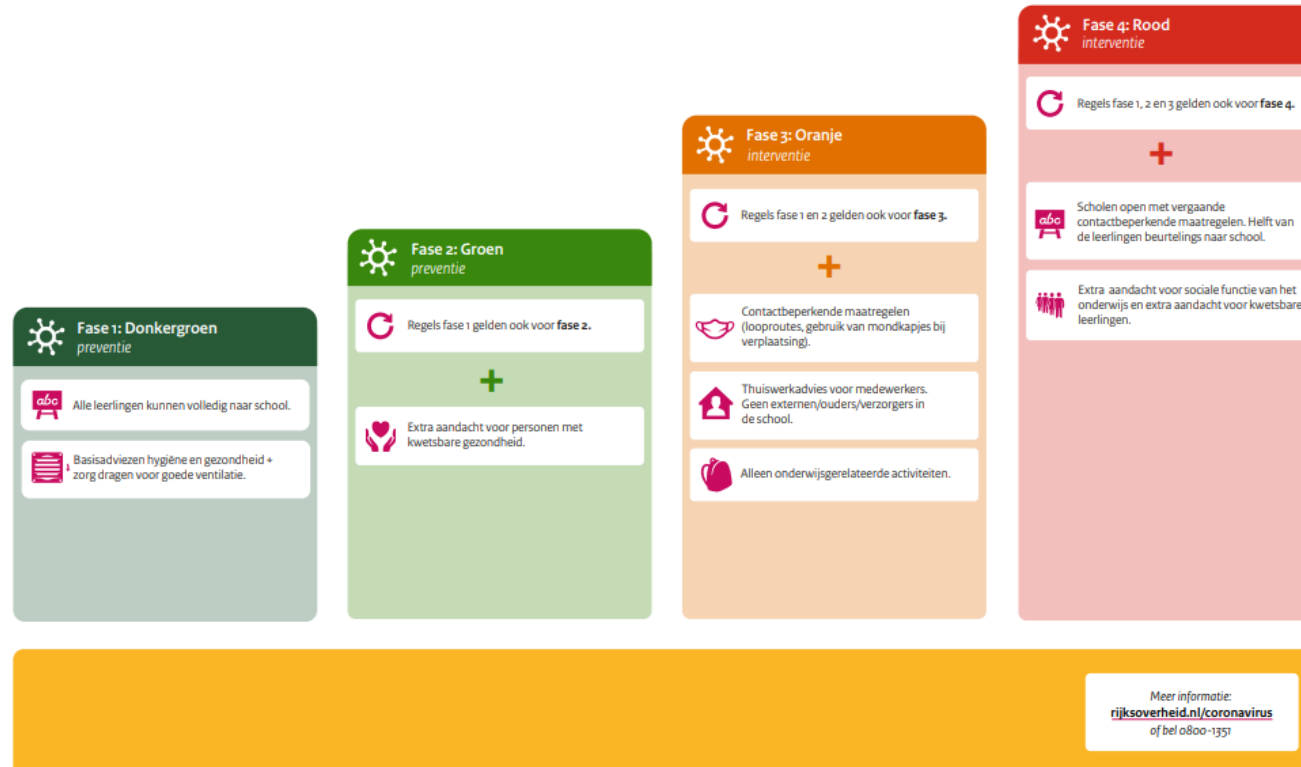 Fase 1: Donkergroen
preventie
abc
Alle leerlingen kunnen volledig naar school.
Basisadviezen hygiëne en gezondheid +
zorg dragen voor goede ventilatie.
Fase 2: Groen
preventie
Regels fase 1 gelden ook voor fase 2.
+
Extra aandacht voor personen met
kwetsbare gezondheid.
Fase 3: Oranje
interventie
Regels fase 1 en 2 gelden ook voor fase 3.
+
Contactbeperkende maatregelen
(looproutes, gebruik van mondkapjes bij
verplaatsing).
Thuiswerkadvies voor medewerkers.
Geen externen/ouders/verzorgers in
de school.
Alleen onderwijsgerelateerde activiteiten.
Fase 4: Rood
interventie
Regels fase 1, 2 en 3 gelden ook voor fase 4.
+
abc
Scholen open met vergaande
contactbeperkende maatregelen. Helft van
de leerlingen beurtelings naar school.
Extra aandacht voor sociale functie van het
onderwijs en extra aandacht voor kwetsbare
leerlingen.
Meer informatie:
rijksoverheid.nl/coronavirus
of bel 0800-1351